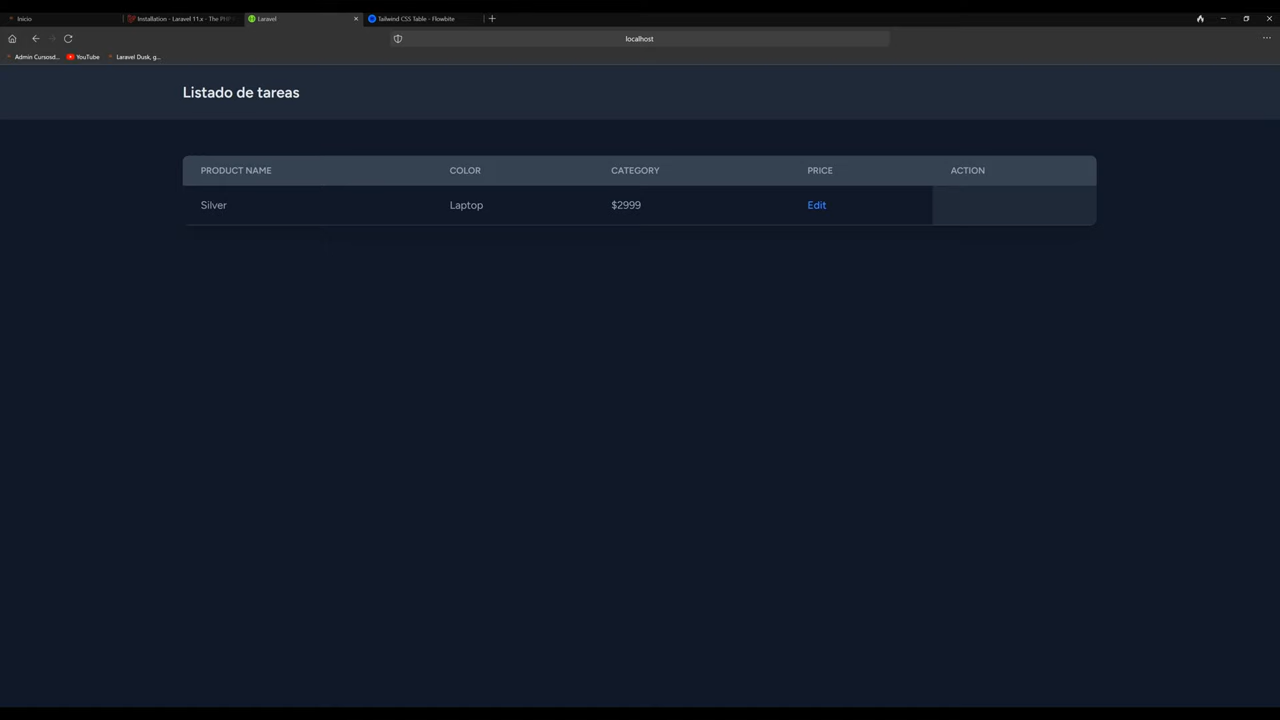 Inicio
Installation - Laravel 11.x - The PHP
Laravel
Tailwind CSS Table - Flowbite
localhost
Admin Cursosd...
YouTube
Laravel Dusk, g...
Listado de tareas
PRODUCT NAME COLOR CATEGORY PRICE ACTION
Silver Laptop $2999 Edit